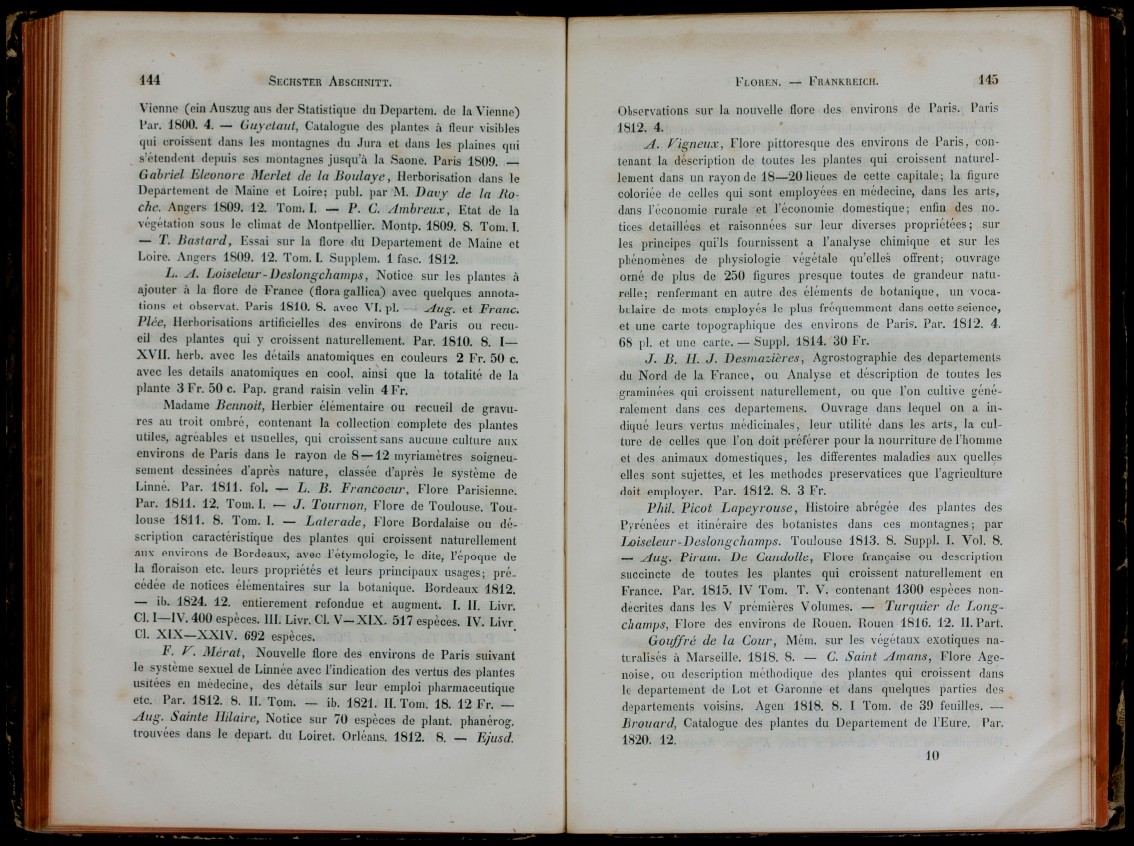 144
SECHSTER ABSCHNITT.
Vienne (ein Auszug aus der Statistique du Departem. de la Vienne)
Par. 1800. 4. — Guyetaut, Catalogue des plantes à fleur visibles
qui croissent dans les montagnes du Jura et dans les plaines qui
s'étendent depuis ses montagnes jusqu'à la Saone. Paris 1809. —
Gabriel Eleonore Merlet de la Boulaye, Herborisation dans le
Departement de Maine et Loire; publ. par M. Davy de la Ro-
che. Angers 1809. 12. Tom. I. — P. C. Ambreux, Etat de la
végétation sous le climat de Montpellier. Montp. 1809. 8. Tom. I.
— T. Bastard, Essai sur la flore du Departement de Maine et
Loire. Angers 1809. 12. Tom. I. Supplem. 1 fasc. 1812.
L. A. Loiseleur-Deslongchamps, Notice sur les plantes à
ajouter à la flore de France (flora gallica) avec quelques annota-
tions et observat. Paris 1810. 8. avec VI. pl. — Aug. et Franc.
Plée, Herborisations artificielles des environs de Paris ou recu-
eil des plantes qui y croissent naturellement. Par. 1810. 8. I—
XVII. herb. avec les détails anatomiques en couleurs 2 Fr. 50 c.
avec les details anatomiques en cool. ainsi que la totalité de la
plante 3 Fr. 50 c. Pap. grand raisin velin 4 Fr.
Madame Bennoit, Herbier élémentaire ou recueil de gravu-
res au troit ombré, contenant la collection complete des plantes
utiles, agréables et usuelles, qui croissent sans aucune culture aux
environs de Paris dans le rayon de 8—12 myriamètres soigneu-
sement dessinées d'après nature, classée d'après le système de
Linné. Par. 1811. fol. — L. B. Francoeur, Flore Parisienne.
Par. 1811. 12. Tom. I. — J. Tournon, Flore de Toulouse. Tou-
louse 1811. 8. Tom. I. — Laterade, Flore Bordalaise ou dé-
scription caractéristique des plantes qui croissent naturellement
aux environs de Bordeaux, avec l'étymologie, le dite, l'époque de
la floraison etc. leurs propriétés et leurs principaux usages; pré-
cédée de notices élémentaires sur la botanique. Bordeaux 1812.
— ib. 1824. 12. entierement refondue et augment. I. II. Livr.
Cl. I—IV. 400 espèces. III. Livr. Cl. V—XIX. 517 espèces. IV. Livr.
Cl. XIX—XXIV. 692 espèces.
F. V. Mérat, Nouvelle flore des environs de Paris suivant
le système sexuel de Linnée avec l'indication des vertus des plantes
usitées en médecine, des détails sur leur emploi pharmaceutique
etc. Par. 1812. 8. II. Tom. — ib. 1821. II. Tom. 18. 12 Fr. —
Aug. Sainte Hilaire, Notice sur 70 espèces de plant. phanérog.
trouvées dans le depart. du Loiret. Orléans. 1812. 8. — Ejusd.
FLOREN. — FRANKREICH.
145
Observations sur la nouvelle flore des environs de Paris. Paris
1812. 4.
A. Vigneux, Flore pittoresque des environs de Paris, con-
tenant la déscription de toutes les plantes qui croissent naturel-
lement dans un rayon de 18—20 lieues de cette capitale; la figure
coloriée de celles qui sont employées en médecine, dans les arts,
dans l'économie rurale et l'économie domestique; enfin des no-
tices detaillées et raisonnées sur leur diverses propriétées; sur
les principes qui'ls fournissent a l'analyse chimique et sur les
phénomènes de physiologie végétale qu'elles offrent; ouvrage
orné de plus de 250 figures presque toutes de grandeur natu-
relle; renfermant en autre des éléments de botanique, un voca-
bulaire de mots employés le plus fréquemment dans cette science,
et une carte topographique des environs de Paris. Par. 1812. 4.
68 pl. et une carte. — Suppl. 1814. 30 Fr.
J. B. H. J. Desmazières, Agrostographie des departements
du Nord de la France, ou Analyse et déscription de toutes les
graminées qui croissent naturellement, ou que l'on cultive géné-
ralement dans ces departemens. Ouvrage dans lequel on a in-
diqué leurs vertus médicinales, leur utilité dans les arts, la cul-
ture de celles que l'on doit préférer pour la nourriture de l'homme
et des animaux domestiques, les differentes maladies aux quelles
elles sont sujettes, et les methodes preservatices que l'agriculture
doit employer. Par. 1812. 8. 3 Fr.
Phil. Picot Lapeyrouse, Histoire abrégée des plantes des
Pyrénées et itinéraire des botanistes dans ces montagnes; par
Loiseleur-Deslongchamps. Toulouse 1813. 8. Suppl. I. Vol. 8.
— Aug. Piram. De Candolle, Flore française ou description
succincte de toutes les plantes qui croissent naturellement en
France. Par. 1815. IV Tom. T. V. contenant 1300 espèces non-
décrites dans les V prémières Volumes. — Turquier de Long-
champs, Flore des environs de Rouen. Rouen 1816. 12. II. Part.
Gouffré de la Cour, Mém. sur les végétaux exotiques na-
turalisés à Marseille. 1818. 8. — C. Saint Amans, Flore Age-
noise, ou description méthodique des plantes qui croissent dans
le departement de Lot et Garonne et dans quelques parties des
departements voisins. Agen 1818. 8. I Tom. de 39 feuilles. —
Brouard, Catalogue des plantes du Departement de l'Eure. Par.
1820. 12.
10